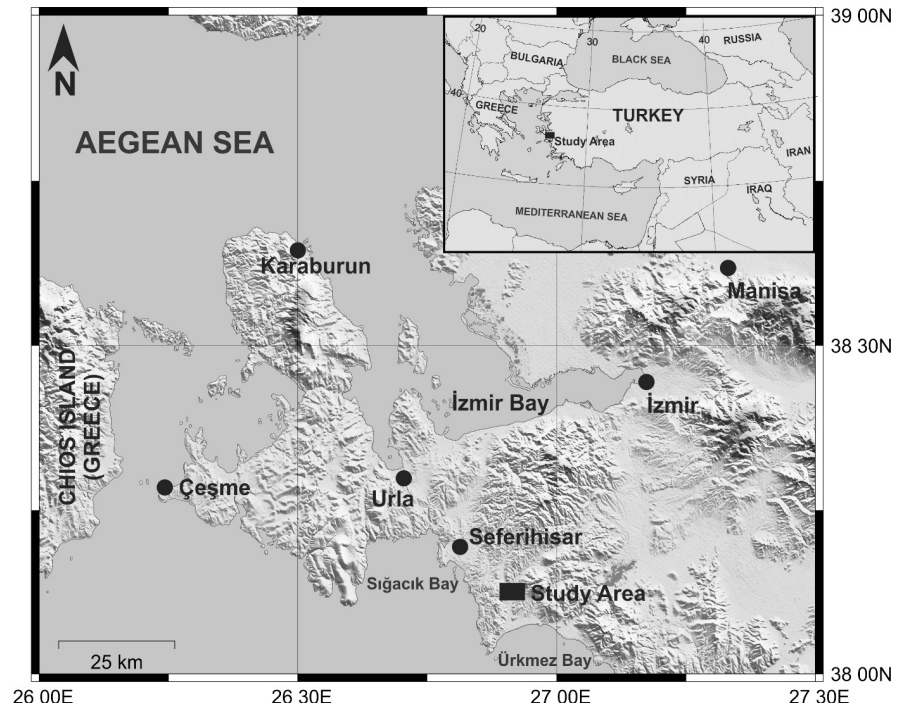 39 00N
N
AEGEAN SEA
20
30
40
RUSSIA
BULGARIA
BLACK SEA
40
GREECE
TURKEY
Study Area
IRAN
SYRIA
IRAQ
MEDITERRANEAN SEA
Karaburun
Manisa
38 30N
CHIOS ISLAND
(GREECE)
İzmir Bay
İzmir
Çeşme
Urla
Seferihisar
Sığacık Bay
Study Area
25 km
Ürkmez Bay
38 00N
26 00E
26 30E
27 00E
27 30E